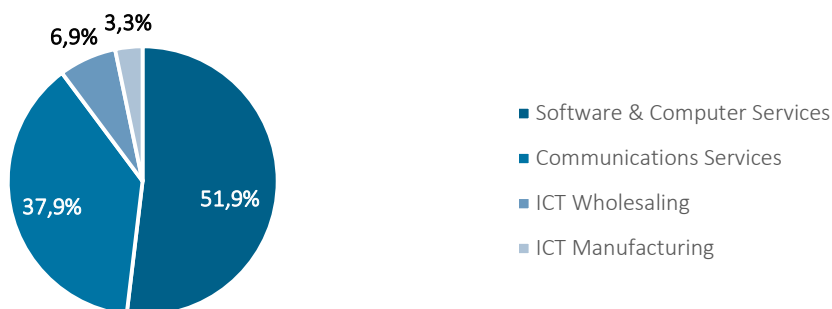 3,3%
6,9%
37,9%
51,9%
Software & Computer Services
Communications Services
ICT Wholesaling
ICT Manufacturing